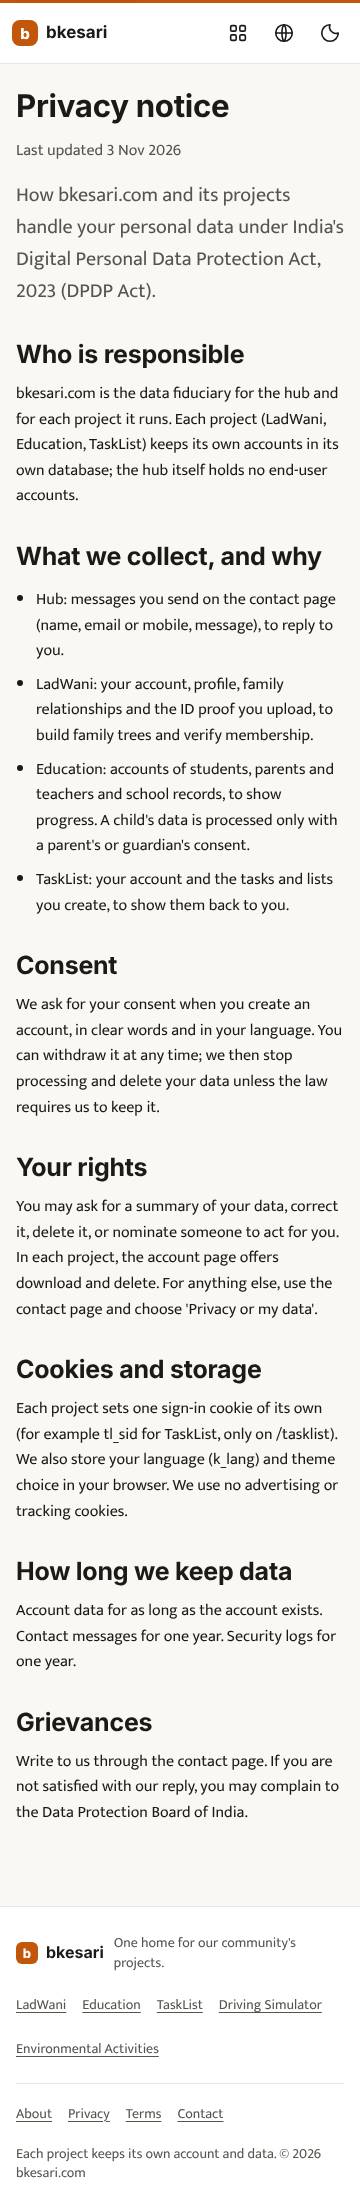 b bkesari
Privacy notice
Last updated 3 Nov 2026
How bkesari.com and its projects
handle your personal data under India's
Digital Personal Data Protection Act,
2023 (DPDP Act).
Who is responsible
bkesari.com is the data fiduciary for the hub and
for each project it runs. Each project (LadWani,
Education, TaskList) keeps its own accounts in its
own database; the hub itself holds no end-user
accounts.
What we collect, and why
• Hub: messages you send on the contact page
(name, email or mobile, message), to reply to
you.
• LadWani: your account, profile, family
relationships and the ID proof you upload, to
build family trees and verify membership.
• Education: accounts of students, parents and
teachers and school records, to show
progress. A child's data is processed only with
a parent's or guardian's consent.
• TaskList: your account and the tasks and lists
you create, to show them back to you.
Consent
We ask for your consent when you create an
account, in clear words and in your language. You
can withdraw it at any time; we then stop
processing and delete your data unless the law
requires us to keep it.
Your rights
You may ask for a summary of your data, correct
it, delete it, or nominate someone to act for you.
In each project, the account page offers
download and delete. For anything else, use the
contact page and choose 'Privacy or my data'.
Cookies and storage
Each project sets one sign-in cookie of its own
(for example tl_sid for TaskList, only on /tasklist).
We also store your language (k_lang) and theme
choice in your browser. We use no advertising or
tracking cookies.
How long we keep data
Account data for as long as the account exists.
Contact messages for one year. Security logs for
one year.
Grievances
Write to us through the contact page. If you are
not satisfied with our reply, you may complain to
the Data Protection Board of India.
b bkesari One home for our community's
projects.
LadWani Education TaskList Driving Simulator
Environmental Activities
About Privacy Terms Contact
Each project keeps its own account and data. © 2026
bkesari.com